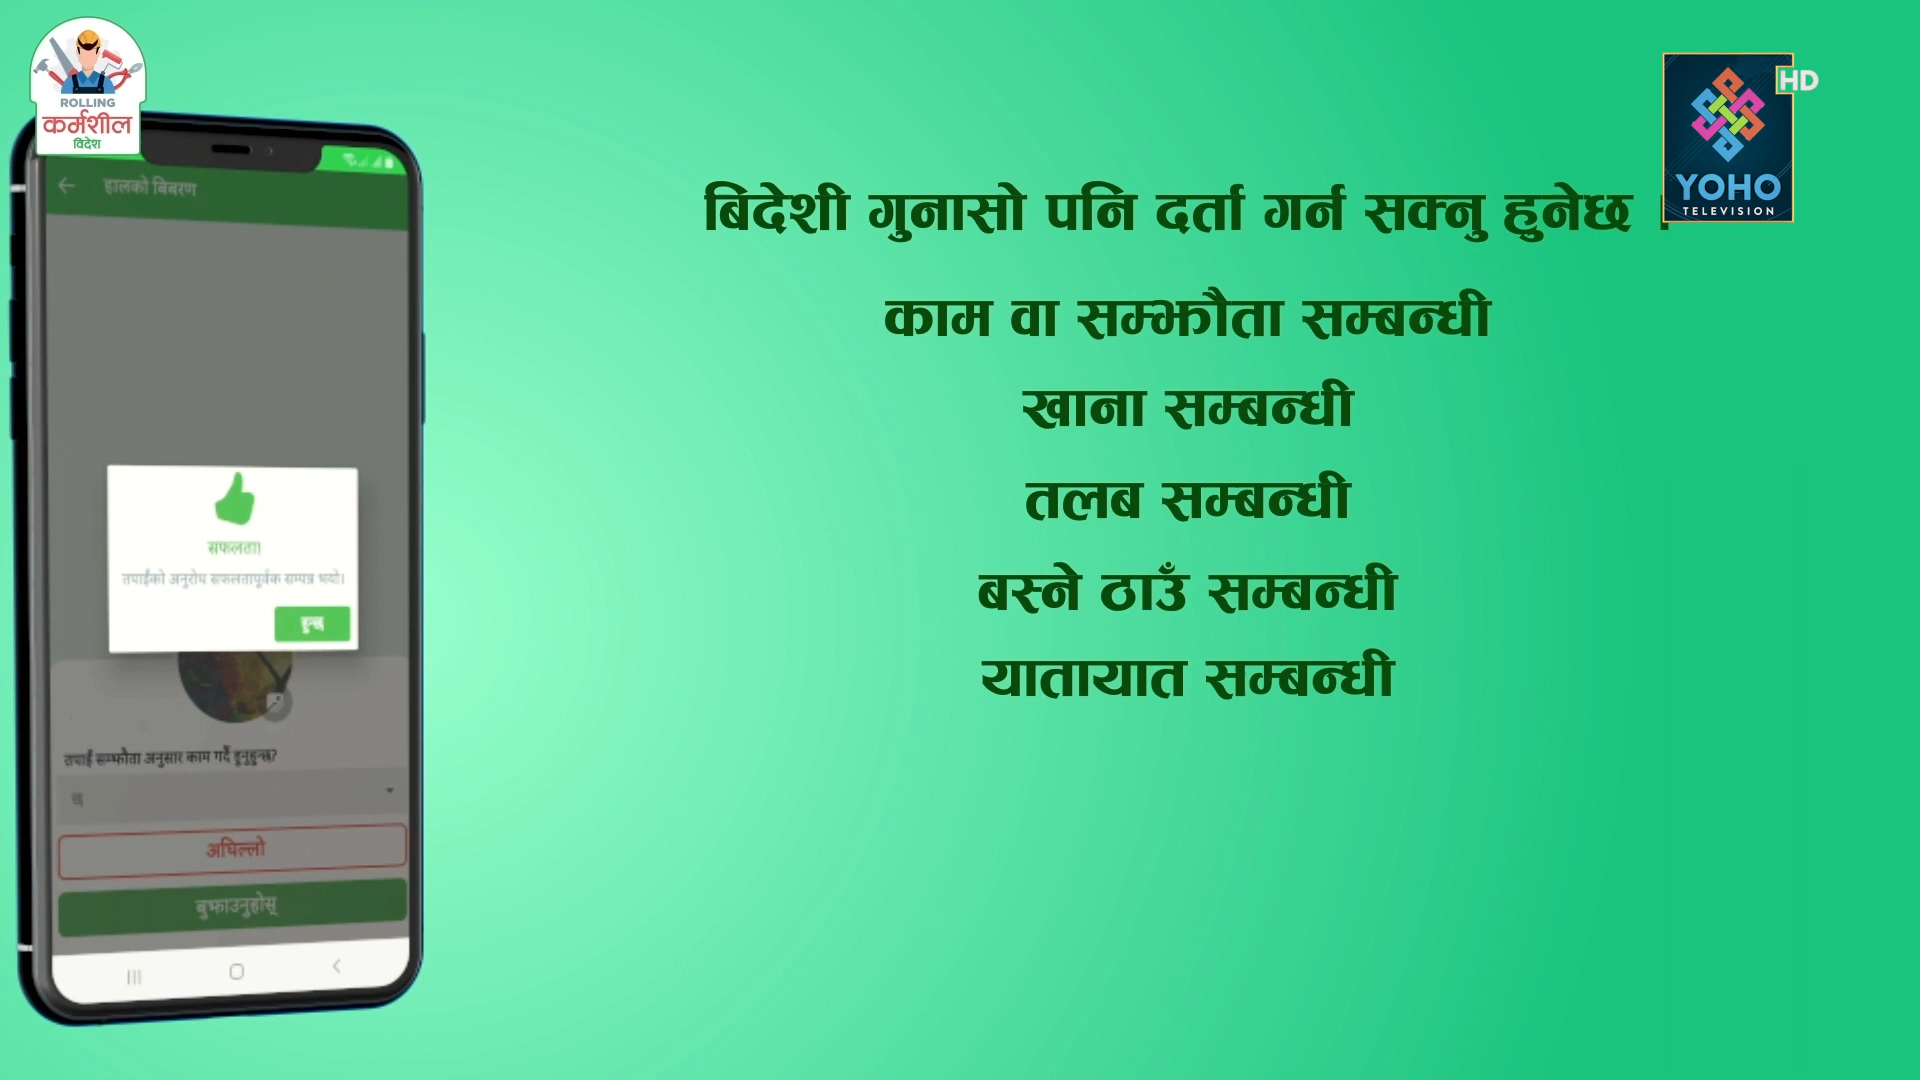 ROLLING
कर्मशील
विदेश
HD
YOHO
TELEVISION
बिदेशी गुनासो पनि दर्ता गर्न सक्नु हुनेछ ।
काम वा सम्झौता सम्बन्धी
खाना सम्बन्धी
तलब सम्बन्धी
बस्ने ठाउँ सम्बन्धी
यातायात सम्बन्धी
हालको बिबरण
सफलता!
तपाईंको अनुरोध सफलतापूर्वक सम्पन्न भयो।
हुन्छ
तपाईं सम्झौता अनुसार काम गर्दै हुनुहुन्छ?
छ
अघिल्लो
बुझाउनुहोस्